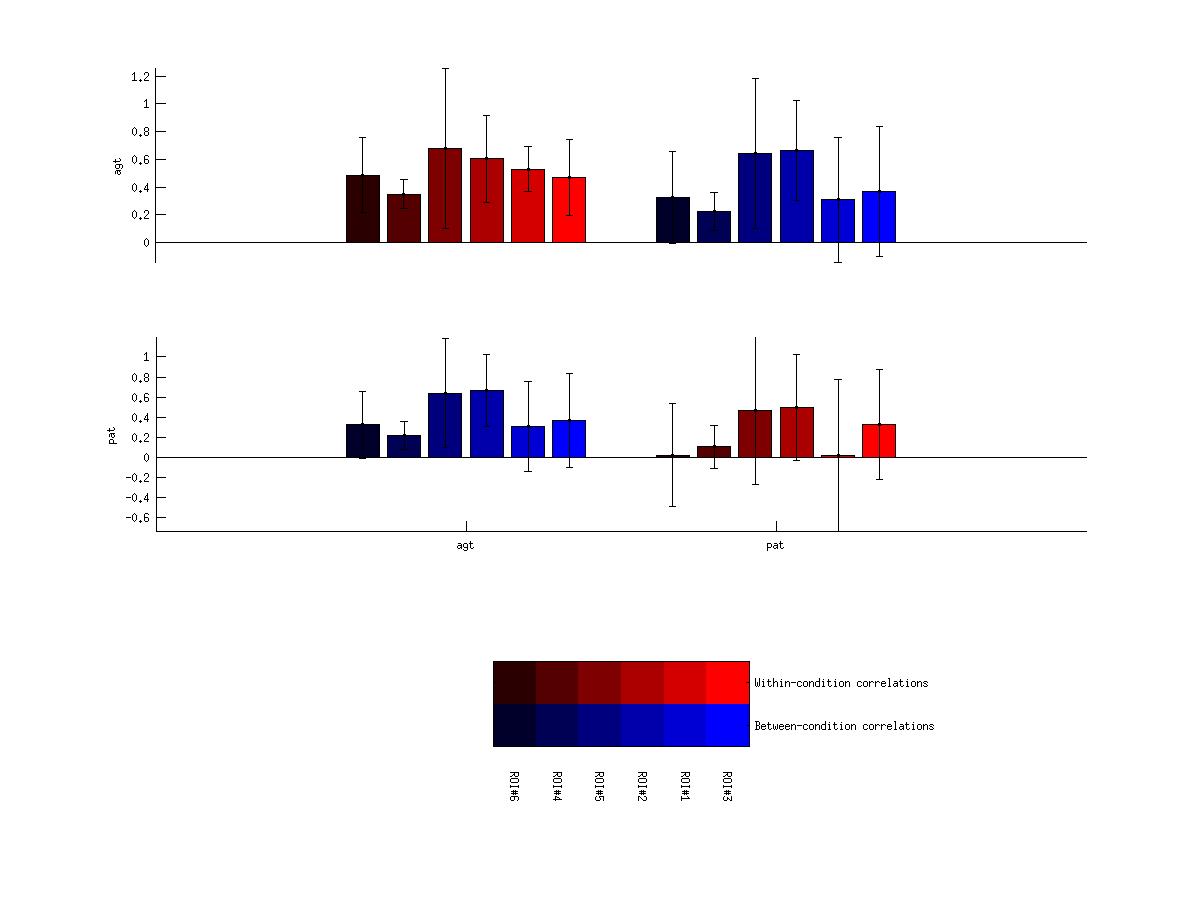 1.2
1
0.8
0.6
0.4
0.2
0
agt
1
0.8
0.6
0.4
0.2
0
-0.2
-0.4
-0.6
pat
agt pat
Within-condition correlations
Between-condition correlations
ROI#6 ROI#4 ROI#5 ROI#2 ROI#1 ROI#3